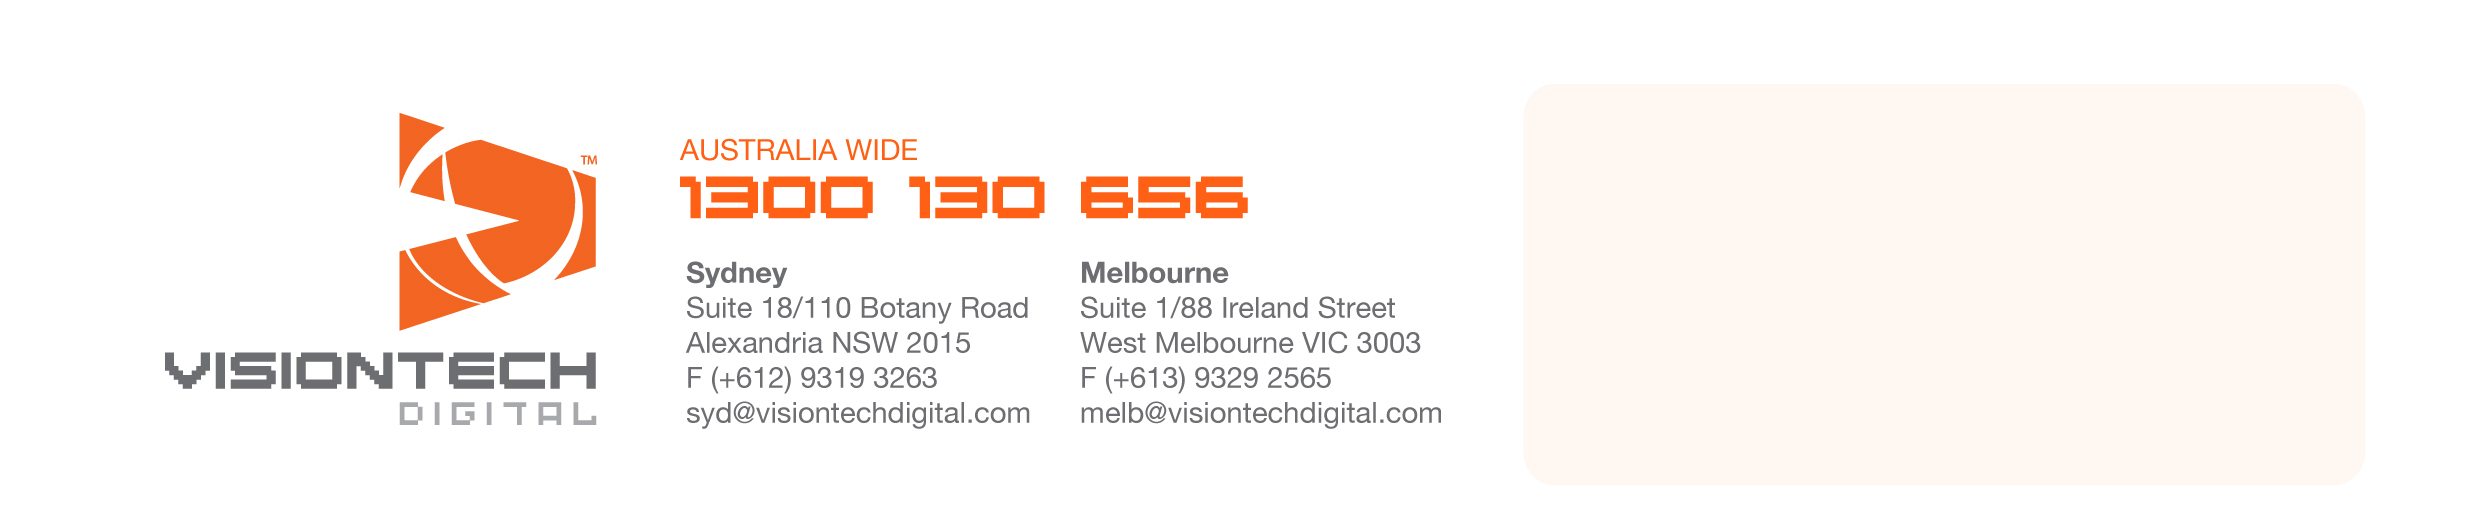 VISIONTECH
DIGITAL
TM
AUSTRALIA WIDE
1300 130 656
Sydney
Suite 18/110 Botany Road
Alexandria NSW 2015
F (+612) 9319 3263
syd@visiontechdigital.com
Melbourne
Suite 1/88 Ireland Street
West Melbourne VIC 3003
F (+613) 9329 2565
melb@visiontechdigital.com